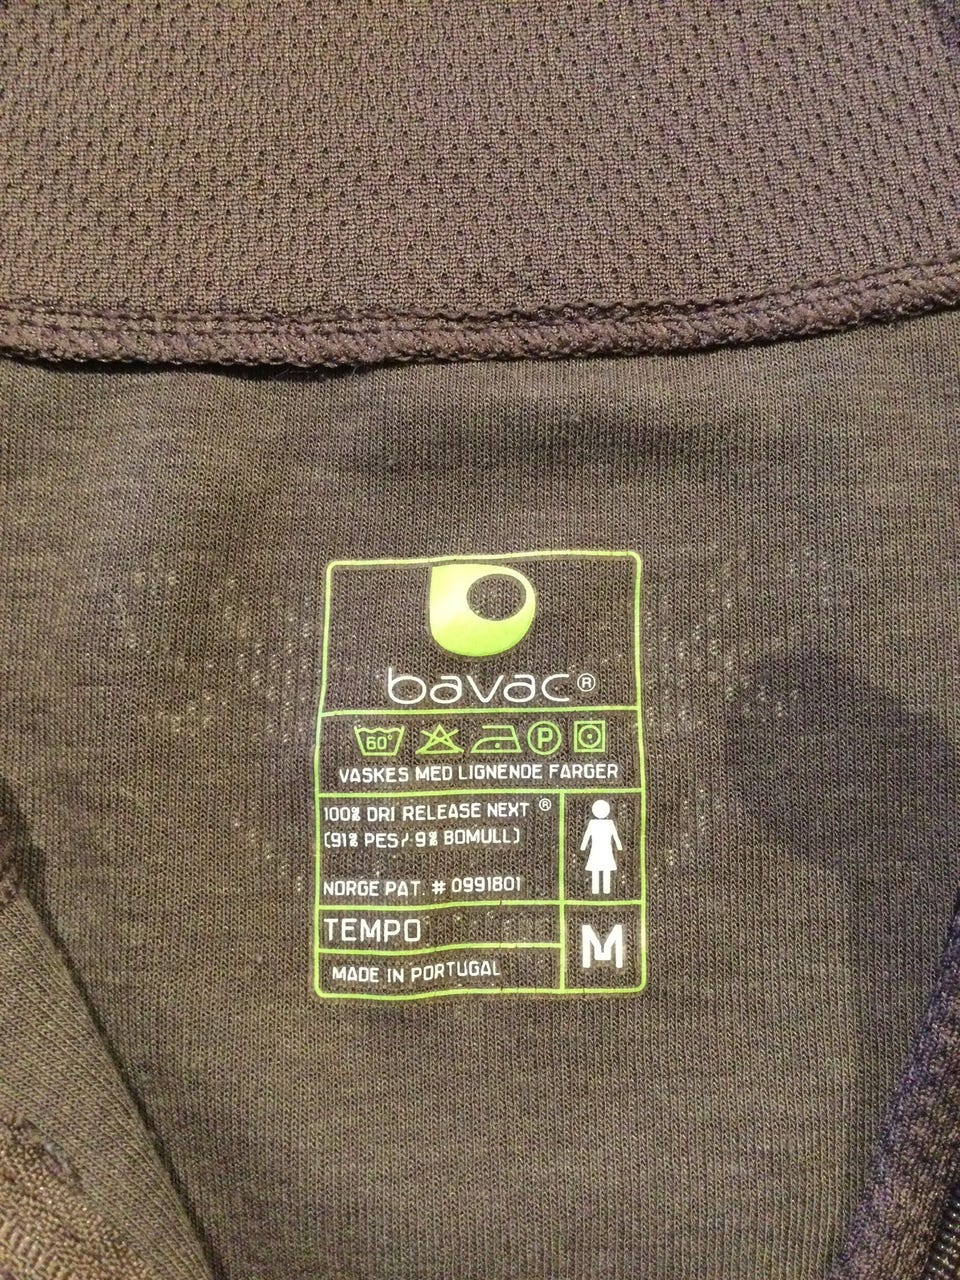 bavac®
60°
P
VASKES MED LIGNENDE FARGER
100% DRI RELEASE NEXT ®
(91% PES/ 9% BOMULL)
NORGE PAT. # 0991801
TEMPO
M
MADE IN PORTUGAL